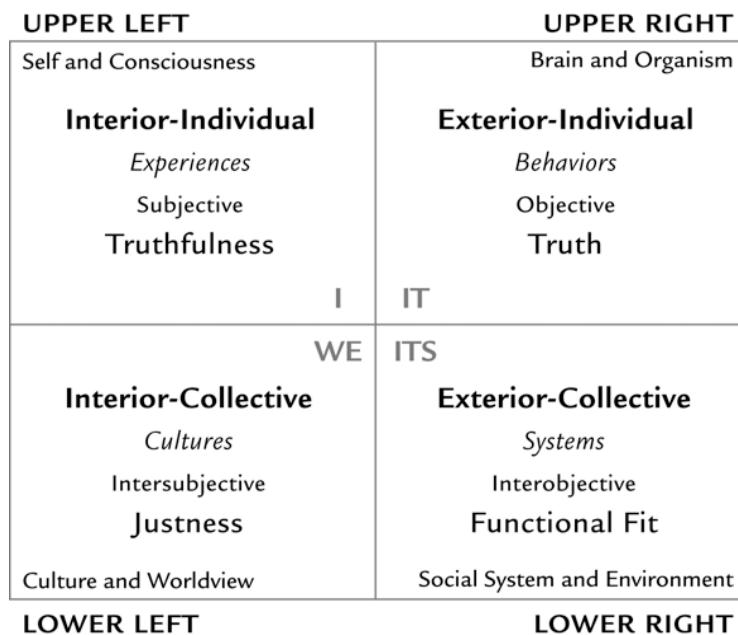 UPPER LEFT
UPPER RIGHT
Self and Consciousness
Interior-Individual
Experiences
Subjective
Truthfulness
I
Brain and Organism
Exterior-Individual
Behaviors
Objective
Truth
IT
WE
Interior-Collective
Cultures
Intersubjective
Justness
Culture and Worldview
ITS
Exterior-Collective
Systems
Interobjective
Functional Fit
Social System and Environment
LOWER LEFT
LOWER RIGHT